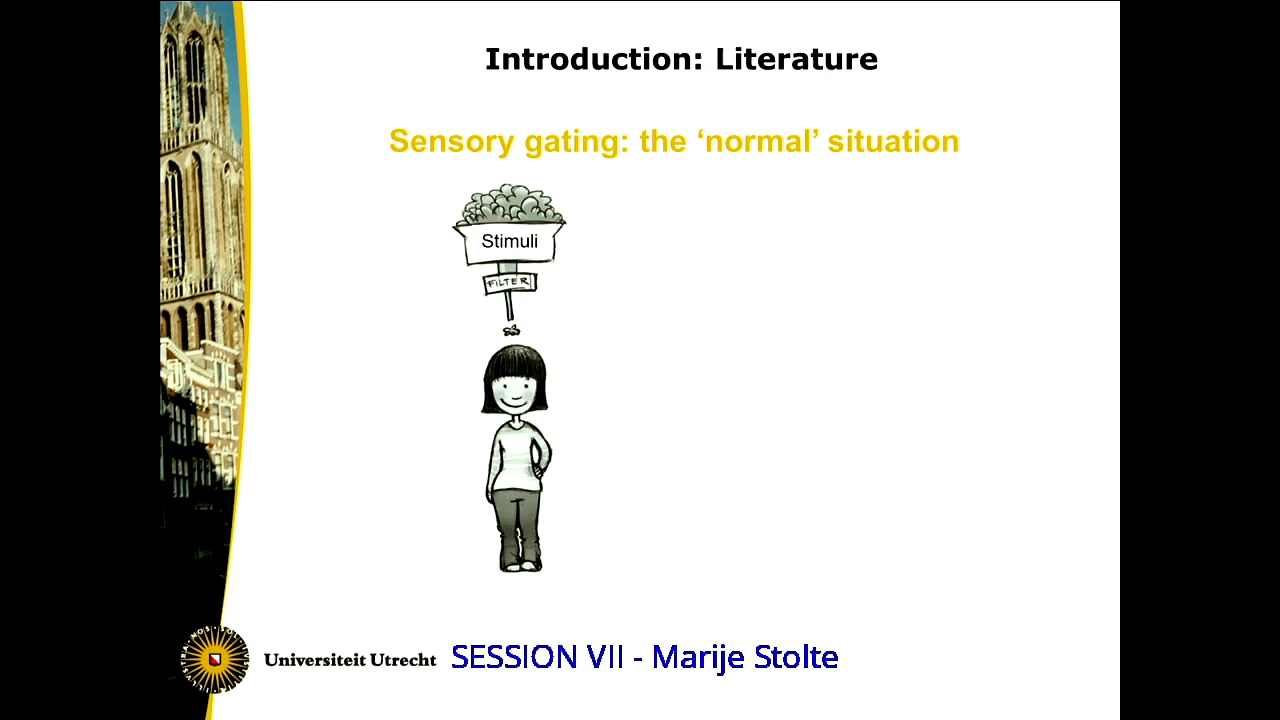 Introduction: Literature
Sensory gating: the ‘normal’ situation
Stimuli
FILTER
Universiteit Utrecht
SESSION VII - Marije Stolte